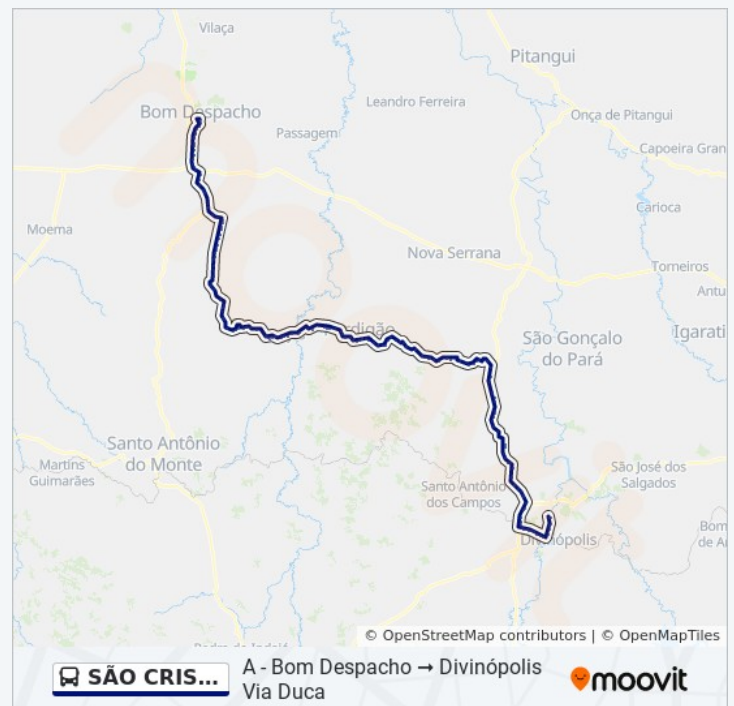 Vilaça
Pitangui
Bom Despacho
Leandro Ferreira
Onça de Pitangui
Passagem
Capoeira Gran
Carioca
Moema
Nova Serrana
Torneiros
Antu
São Gonçalo
do Pará
Igarati
Santo Antônio
do Monte
Martins
Guimarães
São José dos
Salgados
Santo Antônio
dos Campos
Bom
de A
Divinópolis
© OpenStreetMap contributors | © OpenMapTiles
SÃO CRIS...
A - Bom Despacho → Divinópolis
Via Duca
moovit